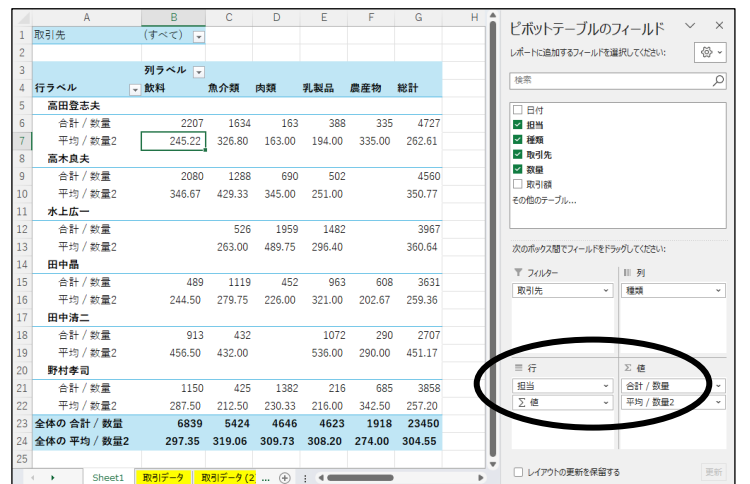 A B C D E F G H
1 取引先 (すべて)
2
3 列ラベル
4 行ラベル 飲料 魚介類 肉類 乳製品 農産物 総計
5 高田登志夫
6 合計 / 数量 2207 1634 163 388 335 4727
7 平均 / 数量2 245.22 326.80 163.00 194.00 335.00 262.61
8 高木良夫
9 合計 / 数量 2080 1288 690 502 4560
10 平均 / 数量2 346.67 429.33 345.00 251.00 350.77
11 水上広一
12 合計 / 数量 526 1959 1482 3967
13 平均 / 数量2 263.00 489.75 296.40 360.64
14 田中晶
15 合計 / 数量 489 1119 452 963 608 3631
16 平均 / 数量2 244.50 279.75 226.00 321.00 202.67 259.36
17 田中清二
18 合計 / 数量 913 432 1072 290 2707
19 平均 / 数量2 456.50 432.00 536.00 290.00 451.17
20 野村孝司
21 合計 / 数量 1150 425 1382 216 685 3858
22 平均 / 数量2 287.50 212.50 230.33 216.00 342.50 257.20
23 全体の 合計 / 数量 6839 5424 4646 4623 1918 23450
24 全体の 平均 / 数量2 297.35 319.06 309.73 308.20 274.00 304.55
25
Sheet1 取引データ 取引データ (2 ...
ピボットテーブルのフィールド
レポートに追加するフィールドを選択してください:
検索
日付
担当
種類
取引先
数量
取引額
その他のテーブル...
次のボックス間でフィールドをドラッグしてください:
フィルター 列
取引先 種類
行 Σ 値
担当 合計 / 数量
Σ 値 平均 / 数量2
レイアウトの更新を保留する 更新